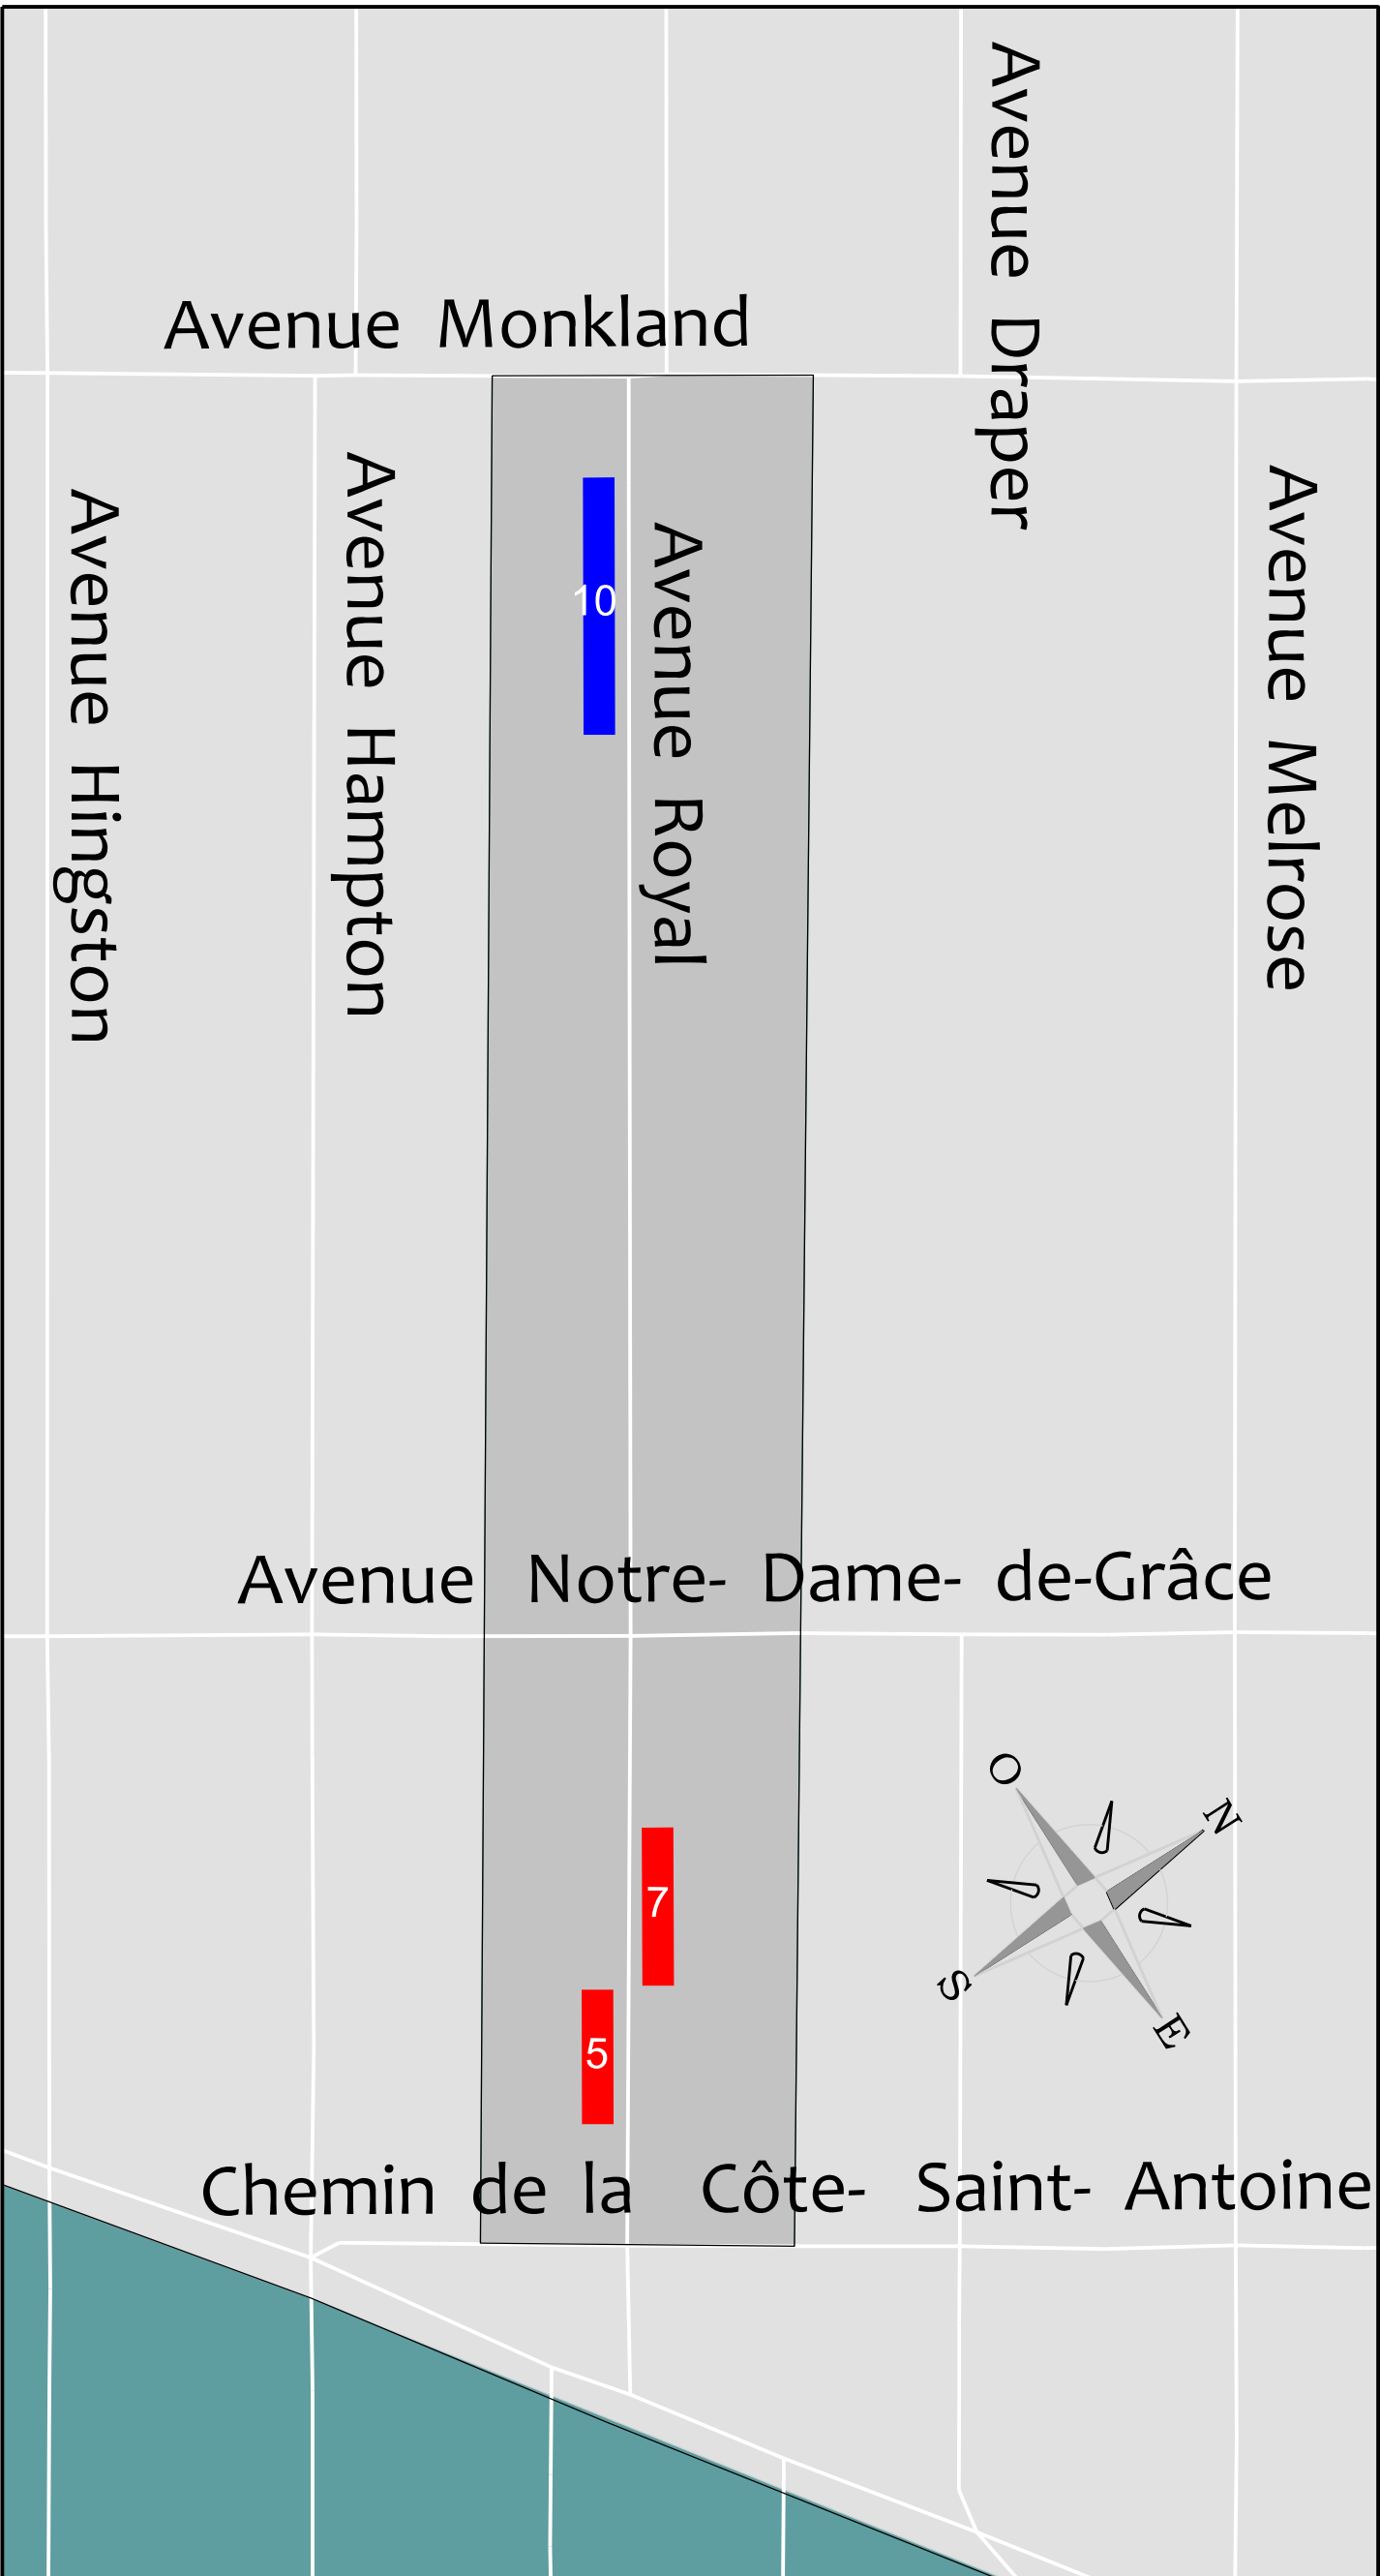 Avenue Draper
Avenue Monkland
Avenue Hingston
Avenue Hampton
10
Avenue Royal
Avenue Melrose
Avenue Notre- Dame- de-Grâce
O
N
7
S
E
5
Chemin de la Côte- Saint- Antoine